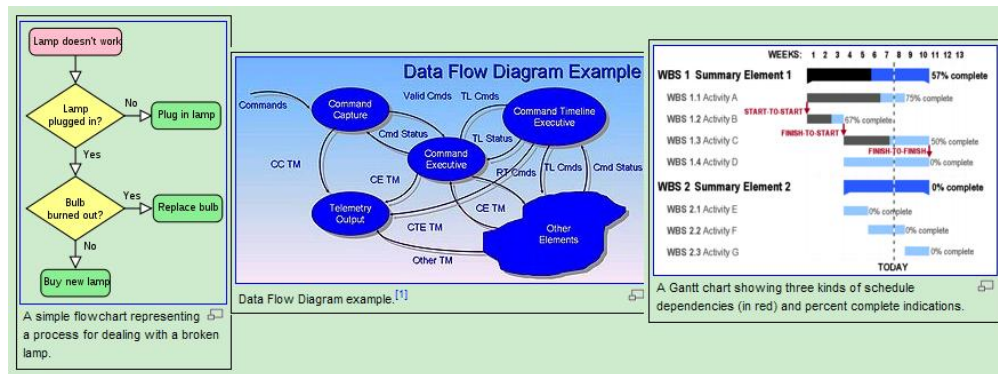 Lamp doesn't work
Lamp
plugged in?
No
Plug in lamp
Yes
Bulb
burned out?
Yes
Replace bulb
No
Buy new lamp
A simple flowchart representing
a process for dealing with a broken
lamp.
Data Flow Diagram Example
Commands
Command
Capture
Valid Cmds
TL Cmds
Command Timeline
Executive
Cmd Status
TL Status
Command
Executive
CC TM
CE TM
RT Cmds
TL Cmds
Cmd Status
Telemetry
Output
CE TM
CTE TM
Other
Elements
Other TM
Data Flow Diagram example.[1]
WEEKS: 1 2 3 4 5 6 7 8 9 10 11 12 13
WBS 1 Summary Element 1
57% complete
WBS 1.1 Activity A
75% complete
START-TO-START
WBS 1.2 Activity B
67% complete
FINISH-TO-START
WBS 1.3 Activity C
50% complete
FINISH-TO-FINISH
WBS 1.4 Activity D
0% complete
WBS 2 Summary Element 2
0% complete
WBS 2.1 Activity E
0% complete
WBS 2.2 Activity F
0% complete
WBS 2.3 Activity G
0% complete
TODAY
A Gantt chart showing three kinds of schedule
dependencies (in red) and percent complete indications.